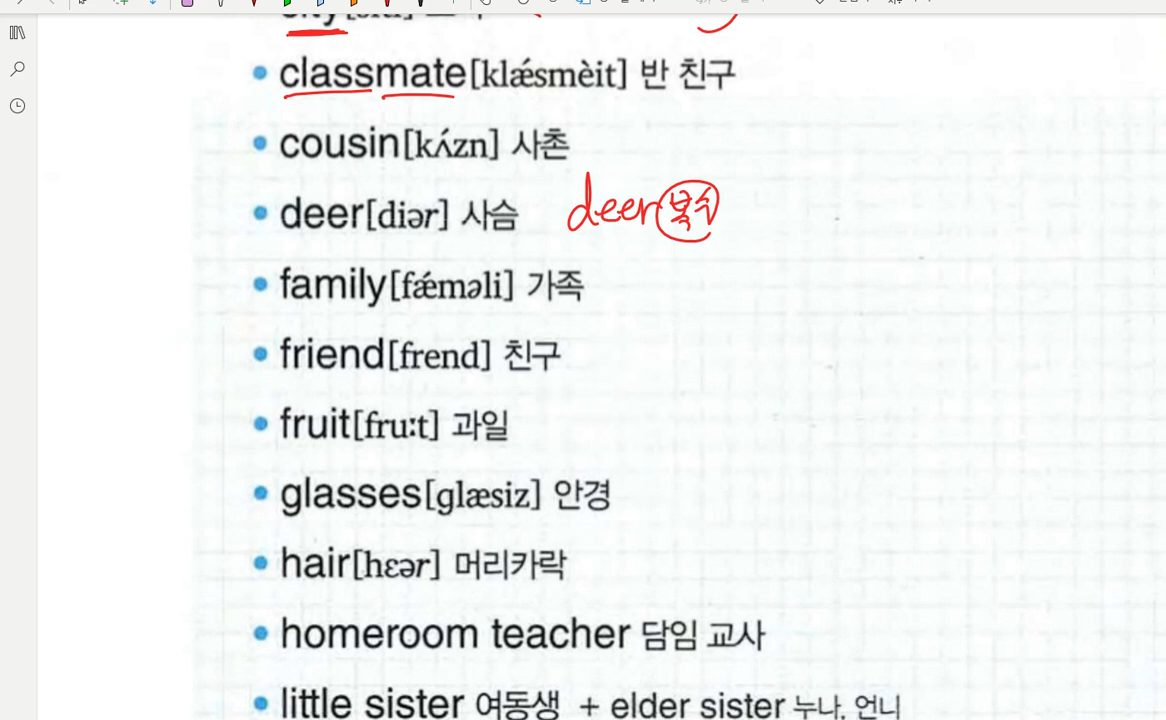 classmate[klǽsmèit] 반 친구
cousin[kʌ́zn] 사촌
deer[diər] 사슴 deer 복수
family[fǽməli] 가족
friend[frend] 친구
fruit[fruːt] 과일
glasses[glæsiz] 안경
hair[hɛər] 머리카락
homeroom teacher 담임 교사
little sister 여동생 + elder sister 누나, 언니